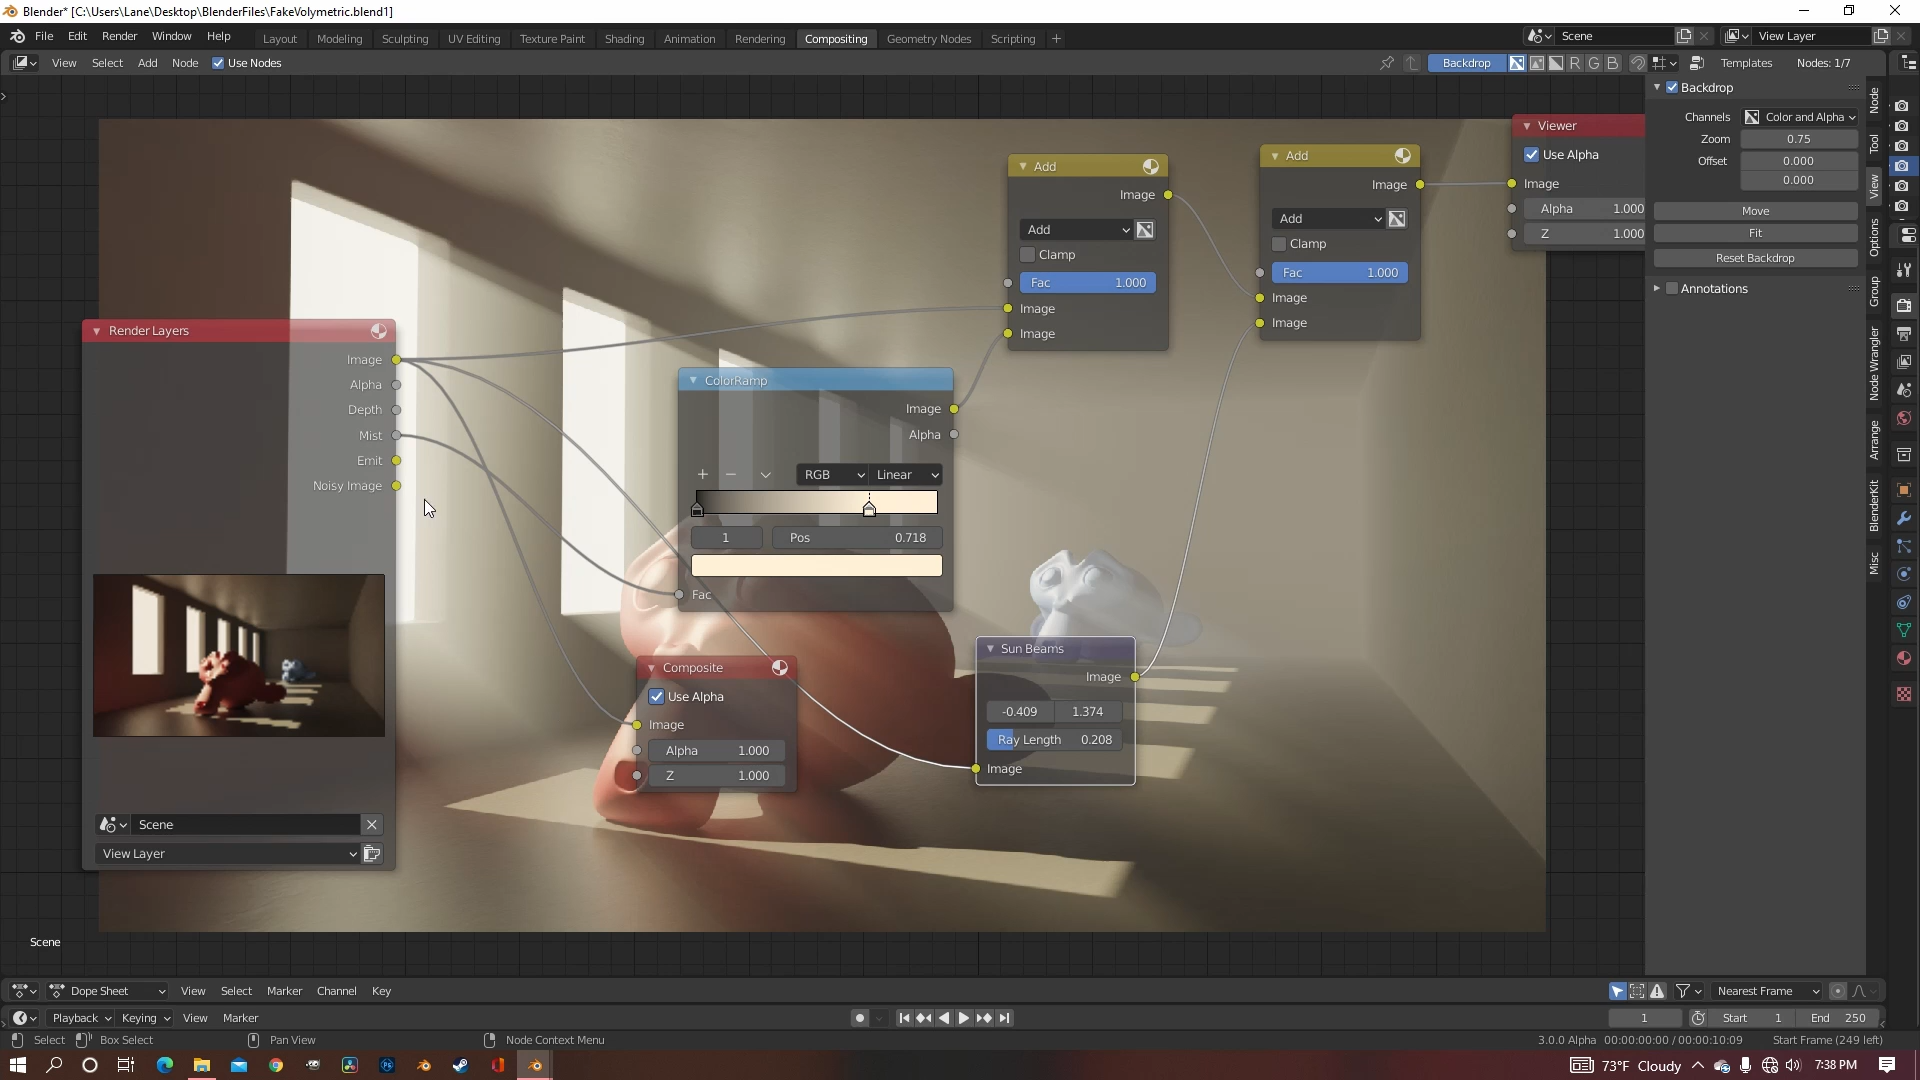 Blender* [C:\Users\Lane\Desktop\BlenderFiles\FakeVolymetric.blend1]
File Edit Render Window Help Layout Modeling Sculpting UV Editing Texture Paint Shading Animation Rendering Compositing Geometry Nodes Scripting + Scene View Layer
View Select Add Node Use Nodes Backdrop R G B Templates Nodes: 1/7
Backdrop
Channels Color and Alpha
Zoom 0.75
Offset 0.000
0.000
Move
Fit
Reset Backdrop
Annotations
Node
Tool
View
Options
Group
Node Wrangler
Arrange
BlenderKit
Misc
Viewer
Use Alpha
Image
Alpha 1.000
Z 1.000
Add
Image
Add
Clamp
Fac 1.000
Image
Image
Add
Image
Add
Clamp
Fac 1.000
Image
Image
Render Layers
Image
Alpha
Depth
Mist
Emit
Noisy Image
Scene
View Layer
ColorRamp
Image
Alpha
+ − RGB Linear
1 Pos 0.718
Fac
Composite
Use Alpha
Image
Alpha 1.000
Z 1.000
Sun Beams
Image
-0.409 1.374
Ray Length 0.208
Image
Scene
Dope Sheet View Select Marker Channel Key Nearest Frame
Playback Keying View Marker 1 Start 1 End 250
Select Box Select Pan View Node Context Menu 3.0.0 Alpha 00:00:00:00 / 00:00:10:09 Start Frame (249 left)
73°F Cloudy 7:38 PM